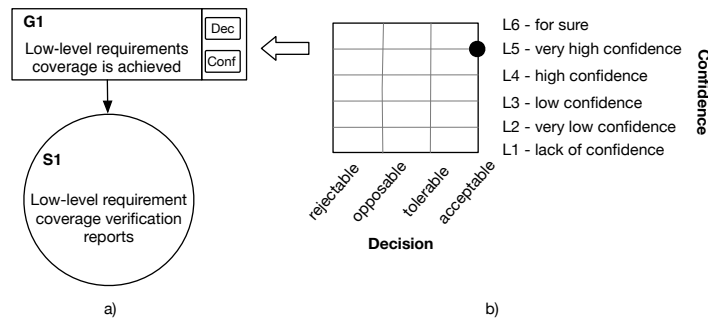 G1
Low-level requirements
coverage is achieved
Dec
Conf
S1
Low-level requirement
coverage verification
reports
a)
L6 - for sure
L5 - very high confidence
L4 - high confidence
L3 - low confidence
L2 - very low confidence
L1 - lack of confidence
Confidence
rejectable
opposable
tolerable
acceptable
Decision
b)